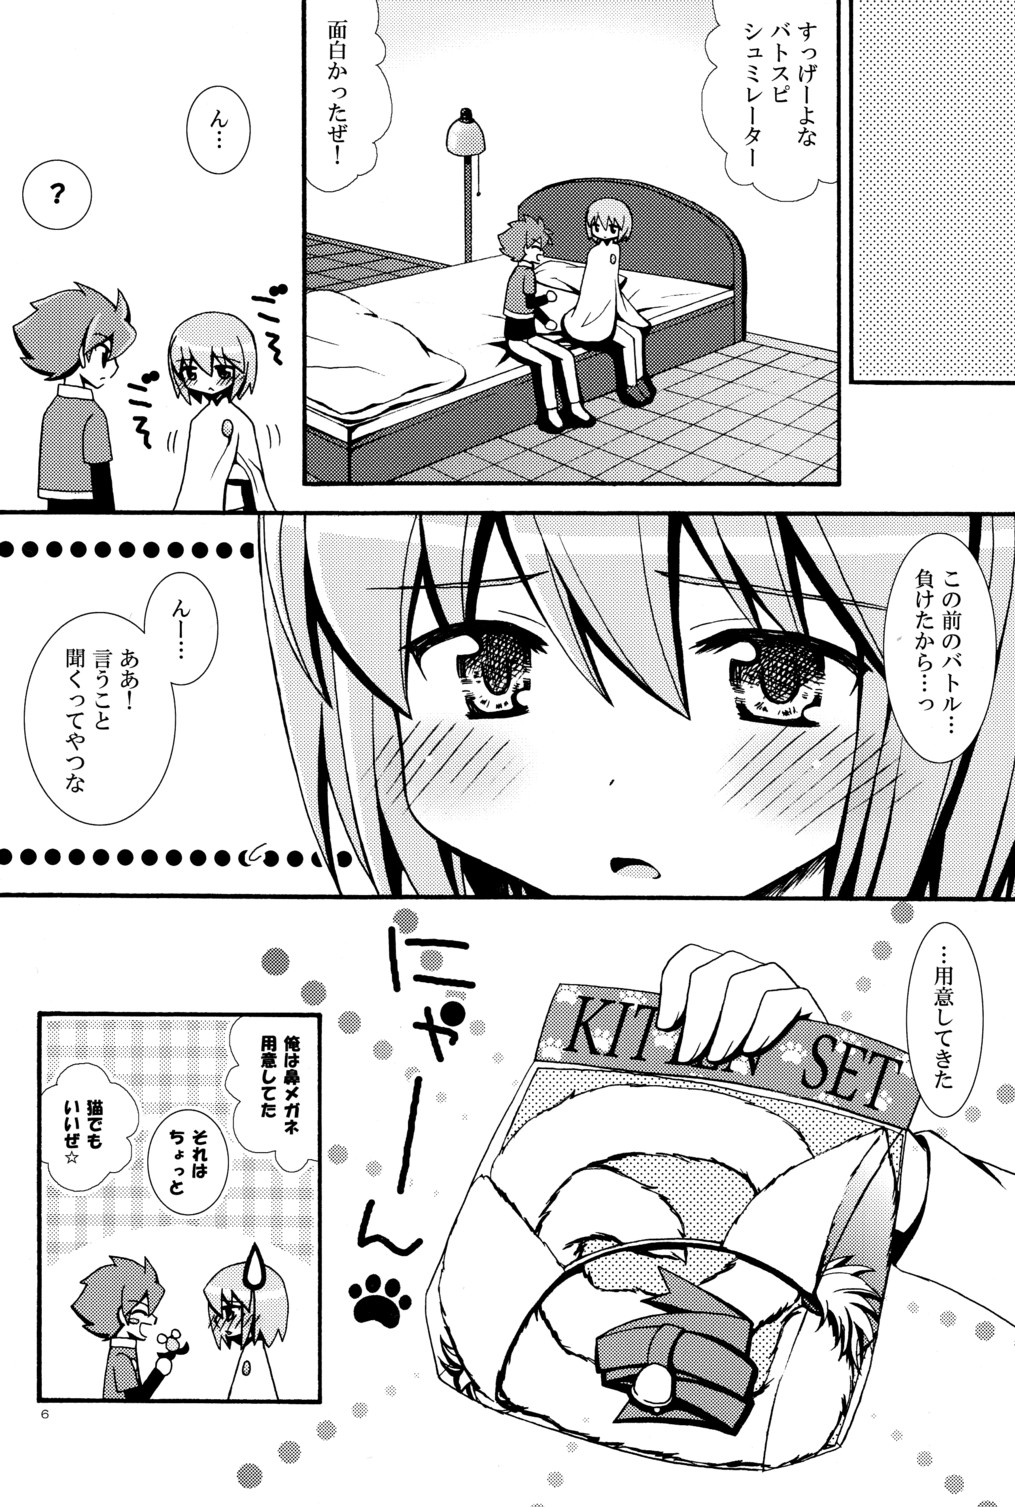 すっげーよな
バトスピ
シュミレーター
面白かったぜ!
ん…
?
もじ
もじ
この前のバトル…
負けたから…っ
んー…
ああ!
言うこと
聞くってやつな
…用意してきた
KITTEN SET
にゃーーん
俺は鼻メガネ
用意してた
それは
ちょっと
猫でも
いいぜ☆
6